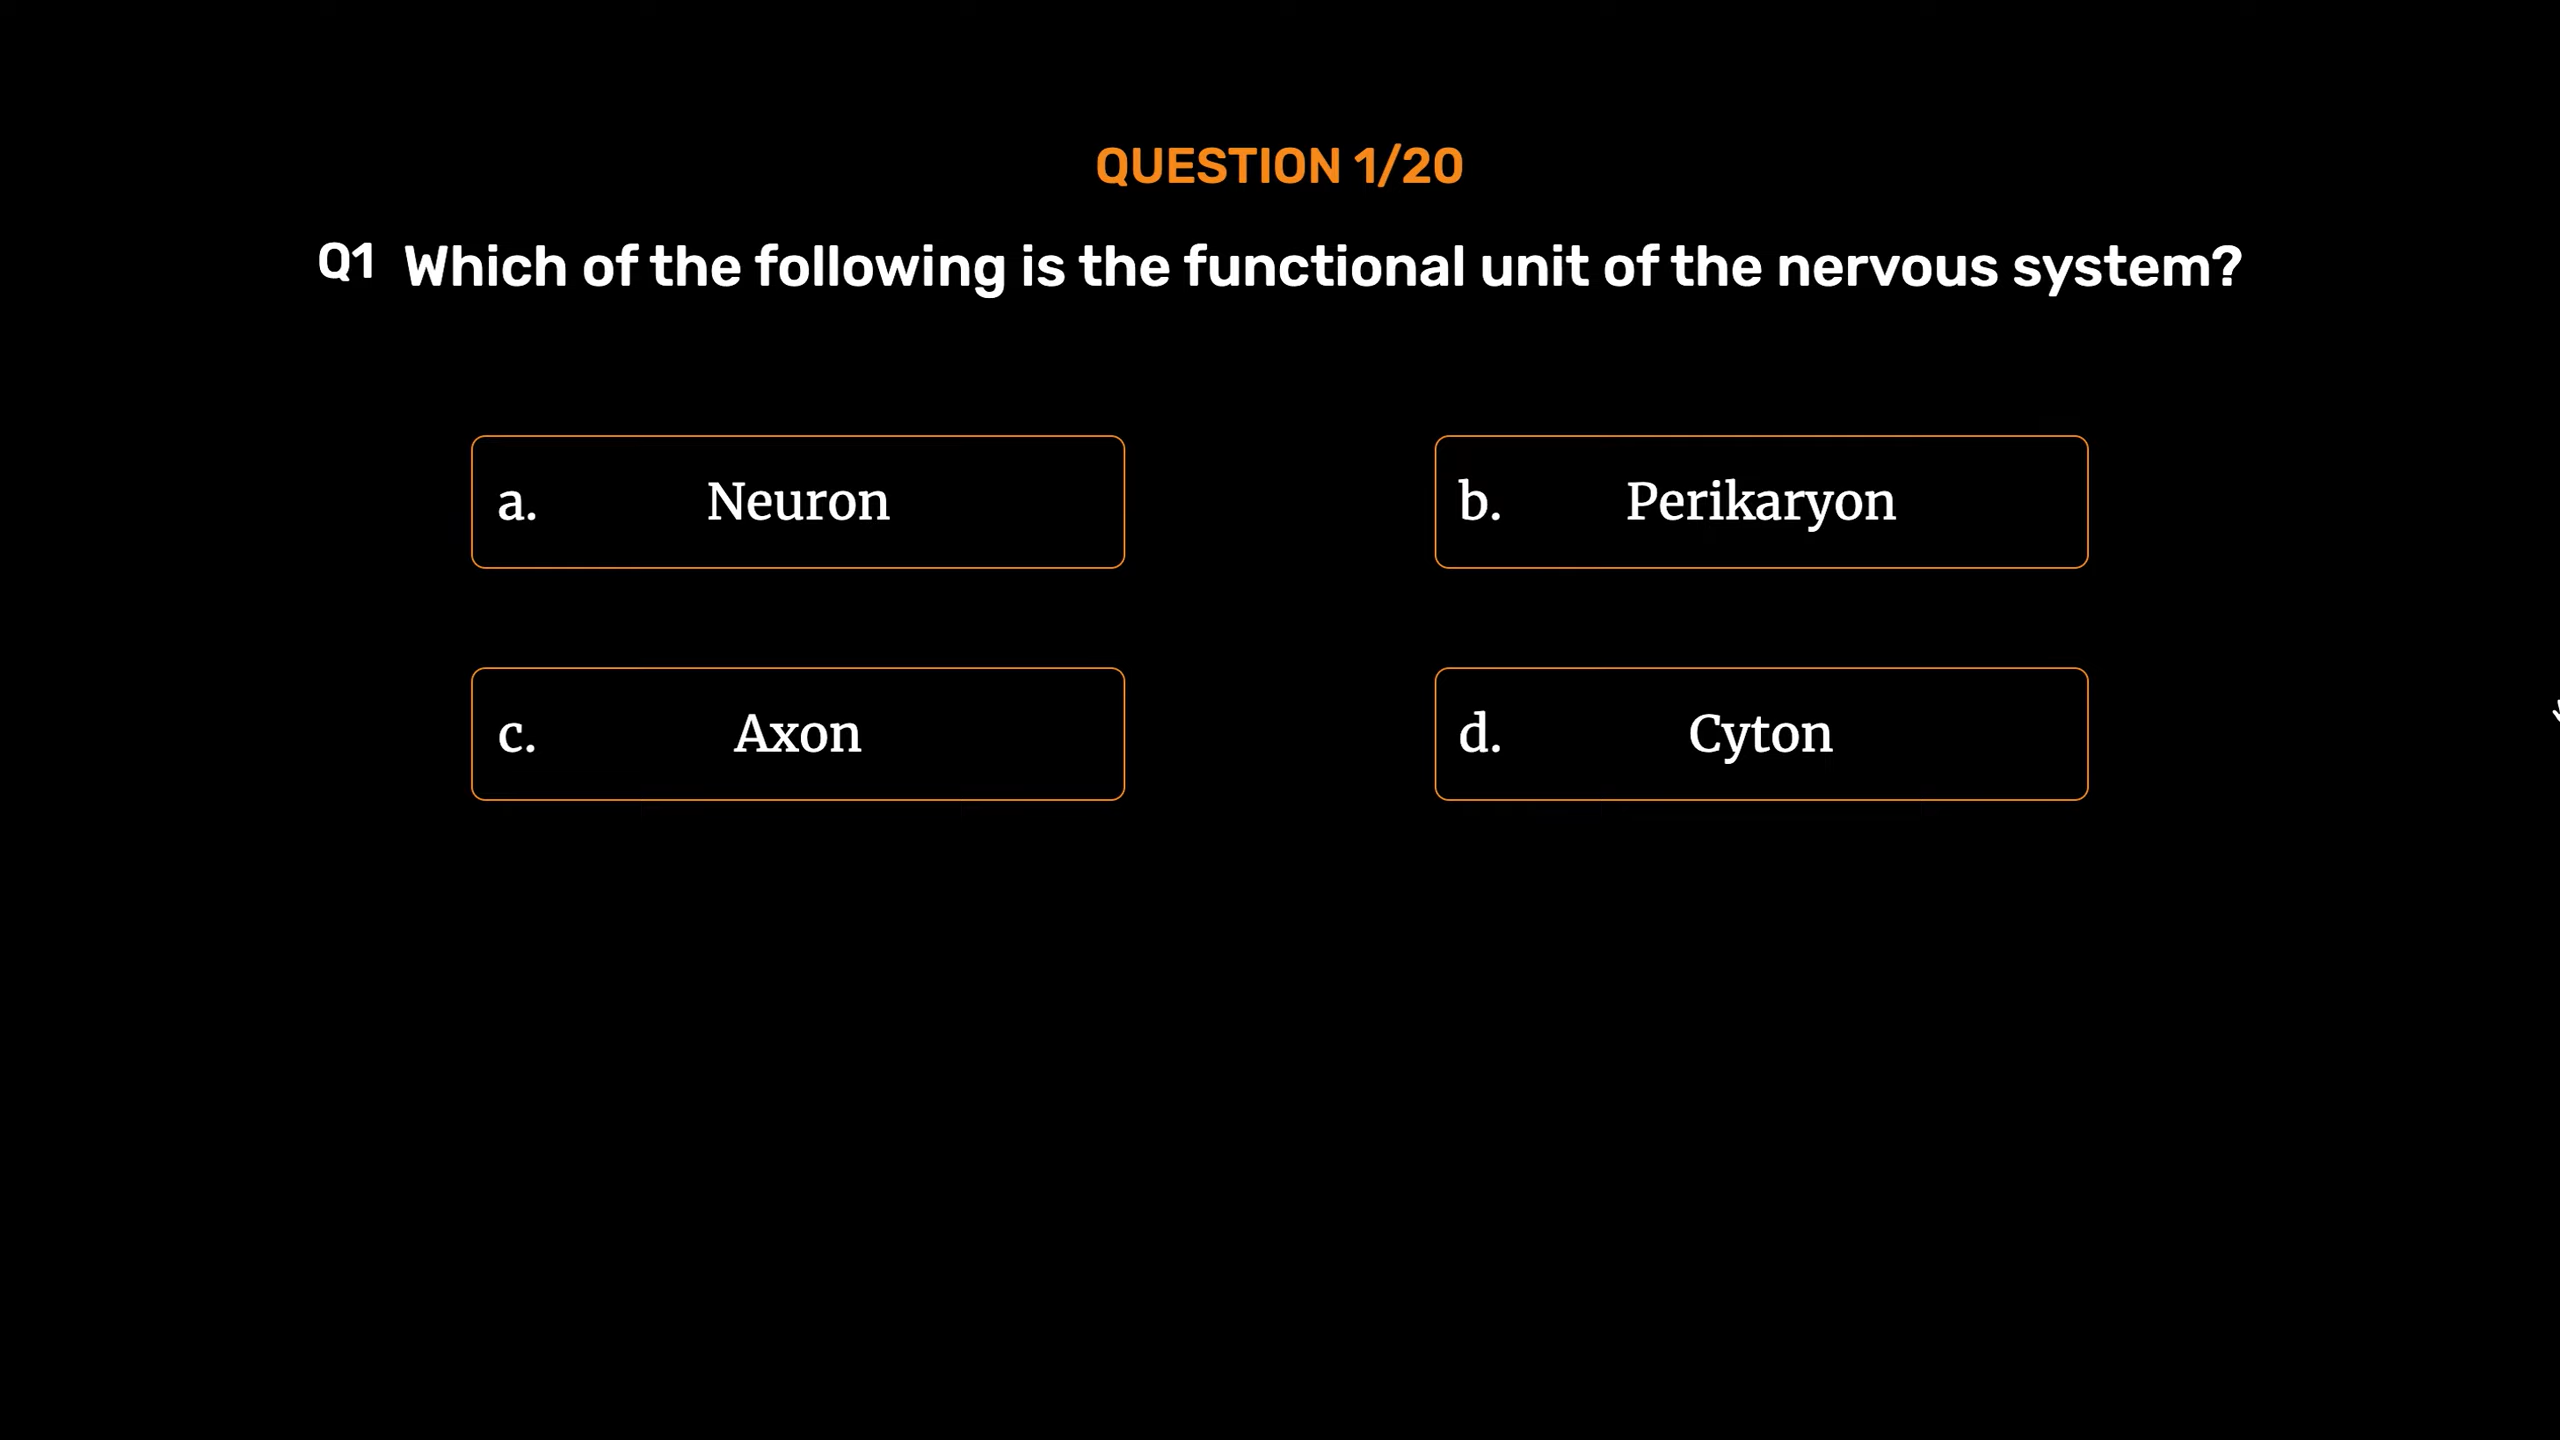 QUESTION 1/20
Q1 Which of the following is the functional unit of the nervous system?
a. Neuron
b. Perikaryon
c. Axon
d. Cyton